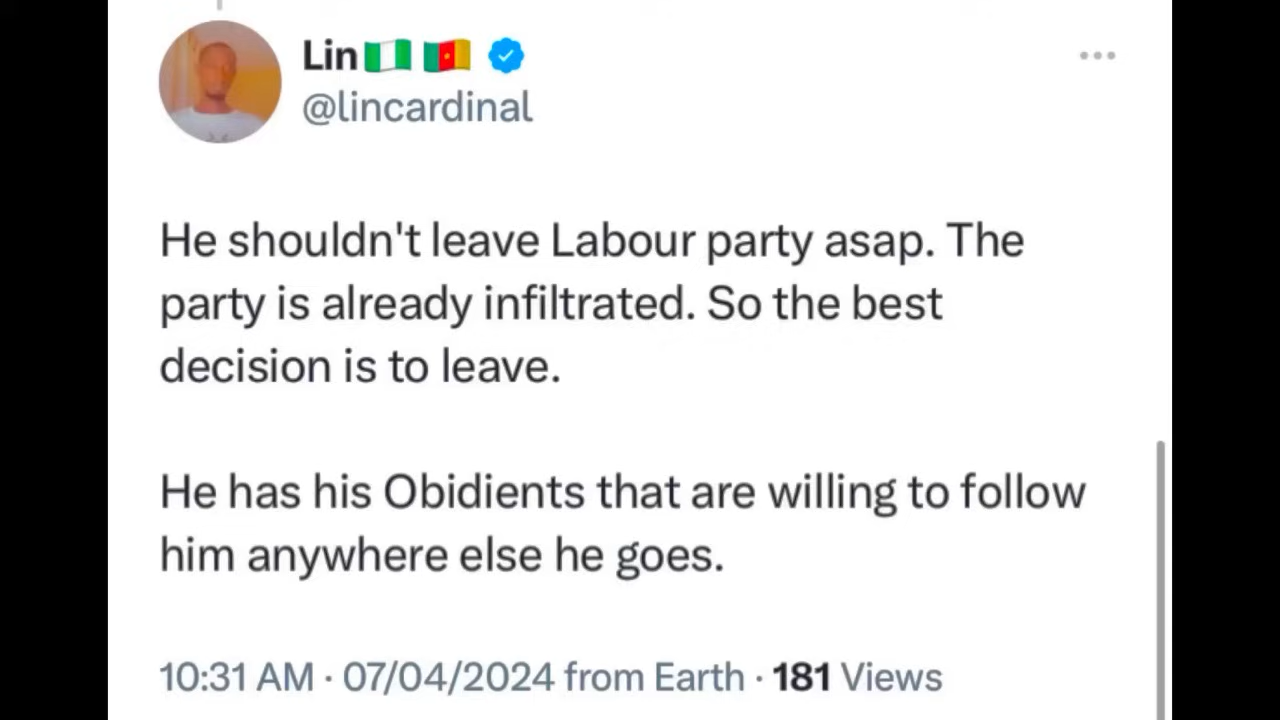 Lin🇳🇬 🇨🇲
@lincardinal
He shouldn't leave Labour party asap. The
party is already infiltrated. So the best
decision is to leave.
He has his Obidients that are willing to follow
him anywhere else he goes.
10:31 AM · 07/04/2024 from Earth · 181 Views